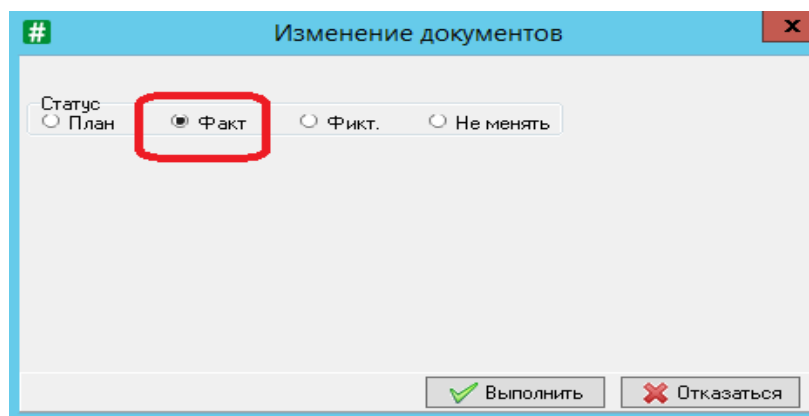 # Изменение документов x
Статус
План Факт Фикт. Не менять
Выполнить Отказаться